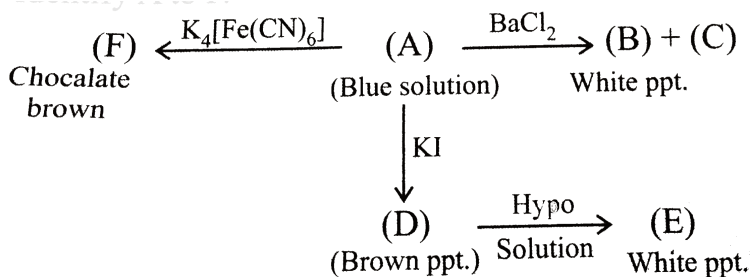 (F) K₄[Fe(CN)₆] (A) BaCl₂ (B) + (C)
Chocalate brown (Blue solution) White ppt.
KI
(D) Hypo Solution (E)
(Brown ppt.) White ppt.